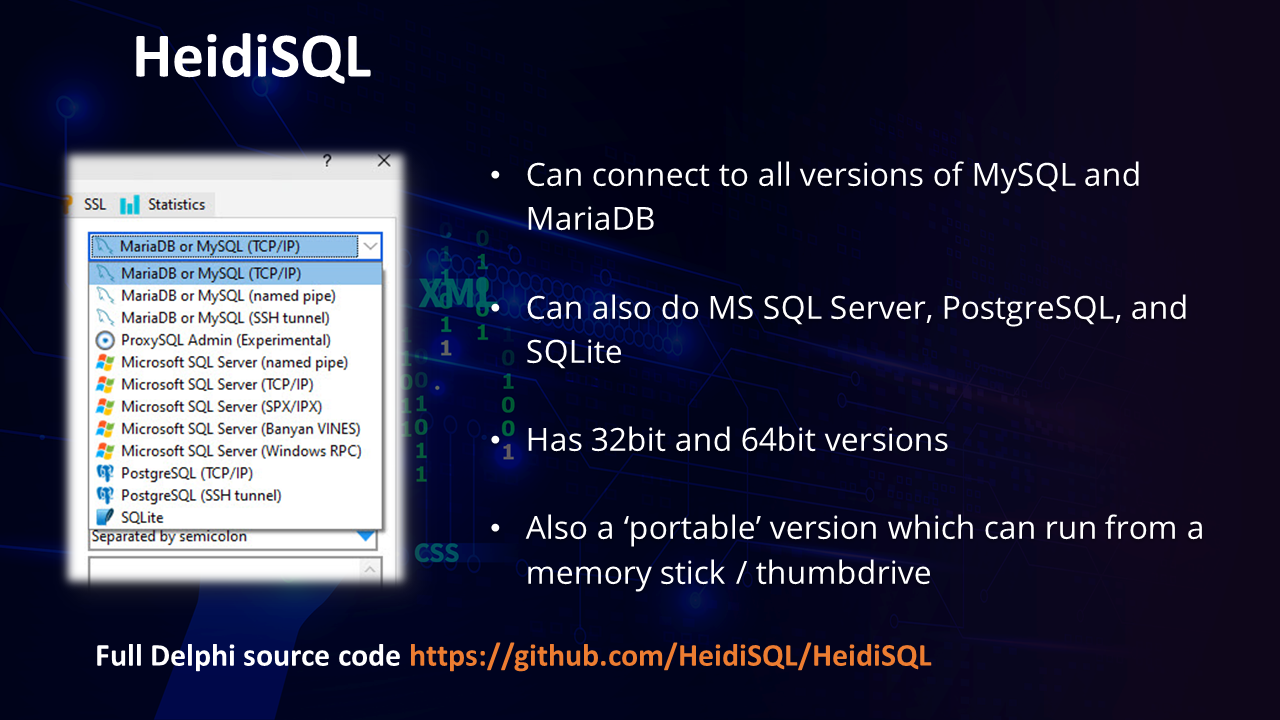 HeidiSQL
?
SSL
Statistics
MariaDB or MySQL (TCP/IP)
MariaDB or MySQL (TCP/IP)
MariaDB or MySQL (named pipe)
MariaDB or MySQL (SSH tunnel)
ProxySQL Admin (Experimental)
Microsoft SQL Server (named pipe)
Microsoft SQL Server (TCP/IP)
Microsoft SQL Server (SPX/IPX)
Microsoft SQL Server (Banyan VINES)
Microsoft SQL Server (Windows RPC)
PostgreSQL (TCP/IP)
PostgreSQL (SSH tunnel)
SQLite
Separated by semicolon
XML
CSS
• Can connect to all versions of MySQL and
MariaDB
• Can also do MS SQL Server, PostgreSQL, and
SQLite
• Has 32bit and 64bit versions
• Also a ‘portable’ version which can run from a
memory stick / thumbdrive
Full Delphi source code https://github.com/HeidiSQL/HeidiSQL